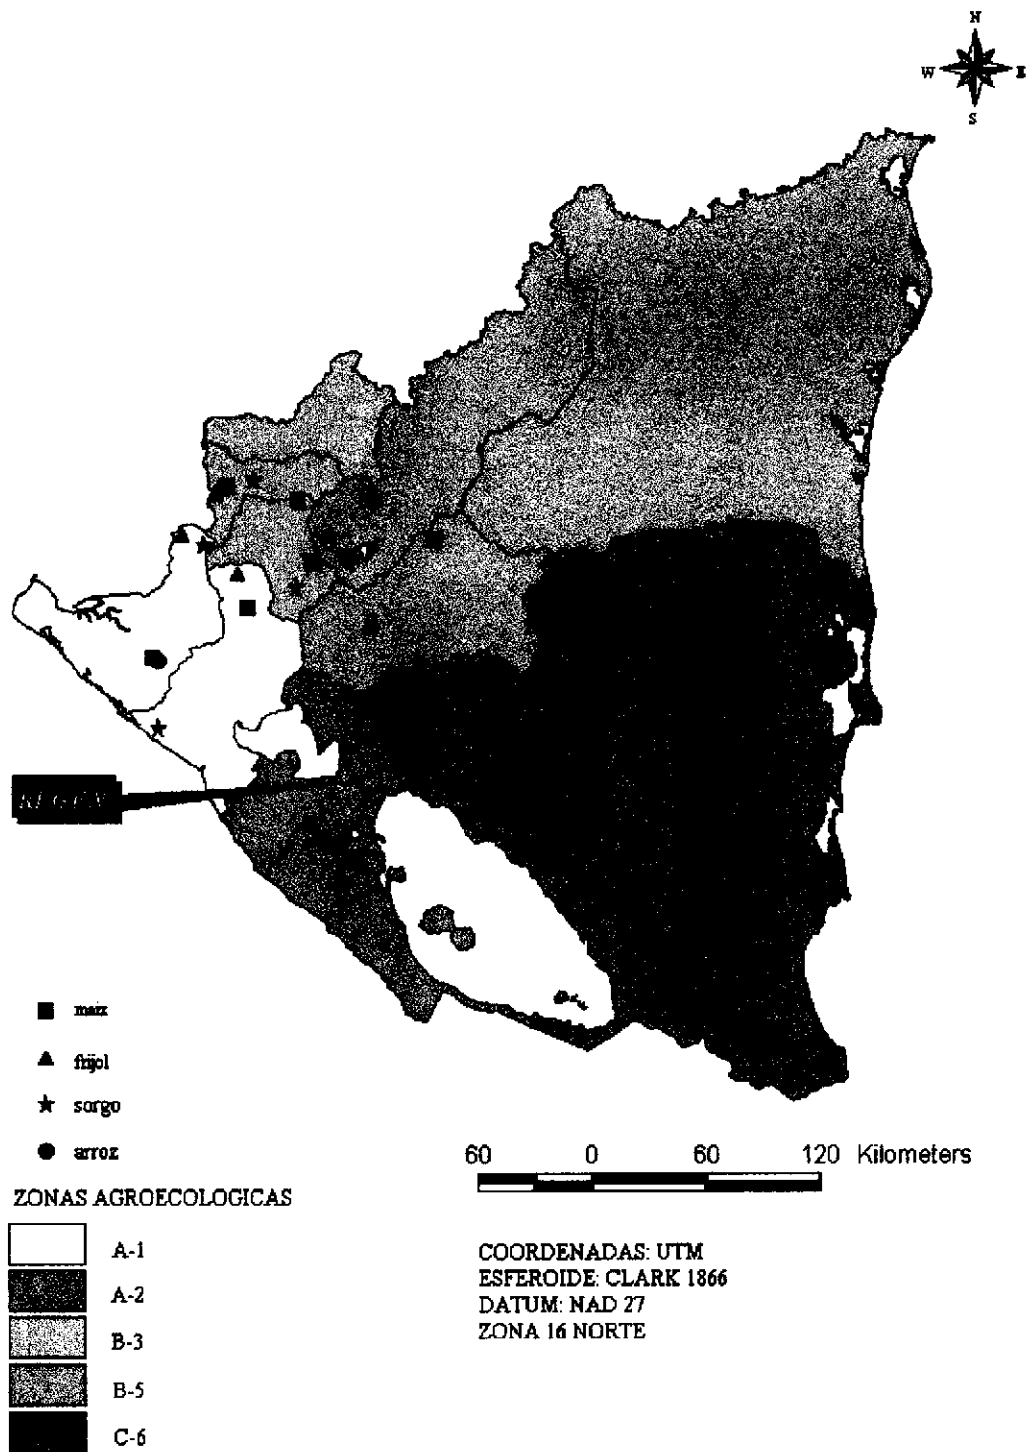 N
W E
S
maiz
frijol
sorgo
arroz
60 0 60 120 Kilometers
ZONAS AGROECOLOGICAS
A-1
A-2
B-3
B-5
C-6
COORDENADAS: UTM
ESFEROIDE: CLARK 1866
DATUM: NAD 27
ZONA 16 NORTE